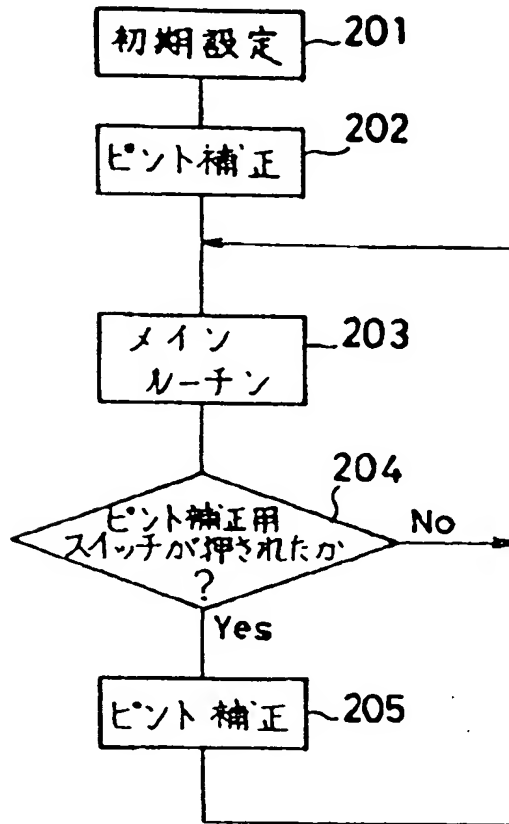 初期設定
201
ピント補正
202
メイン
ルーチン
203
204
ピント補正用
スイッチが押されたか
?
No
Yes
ピント補正
205